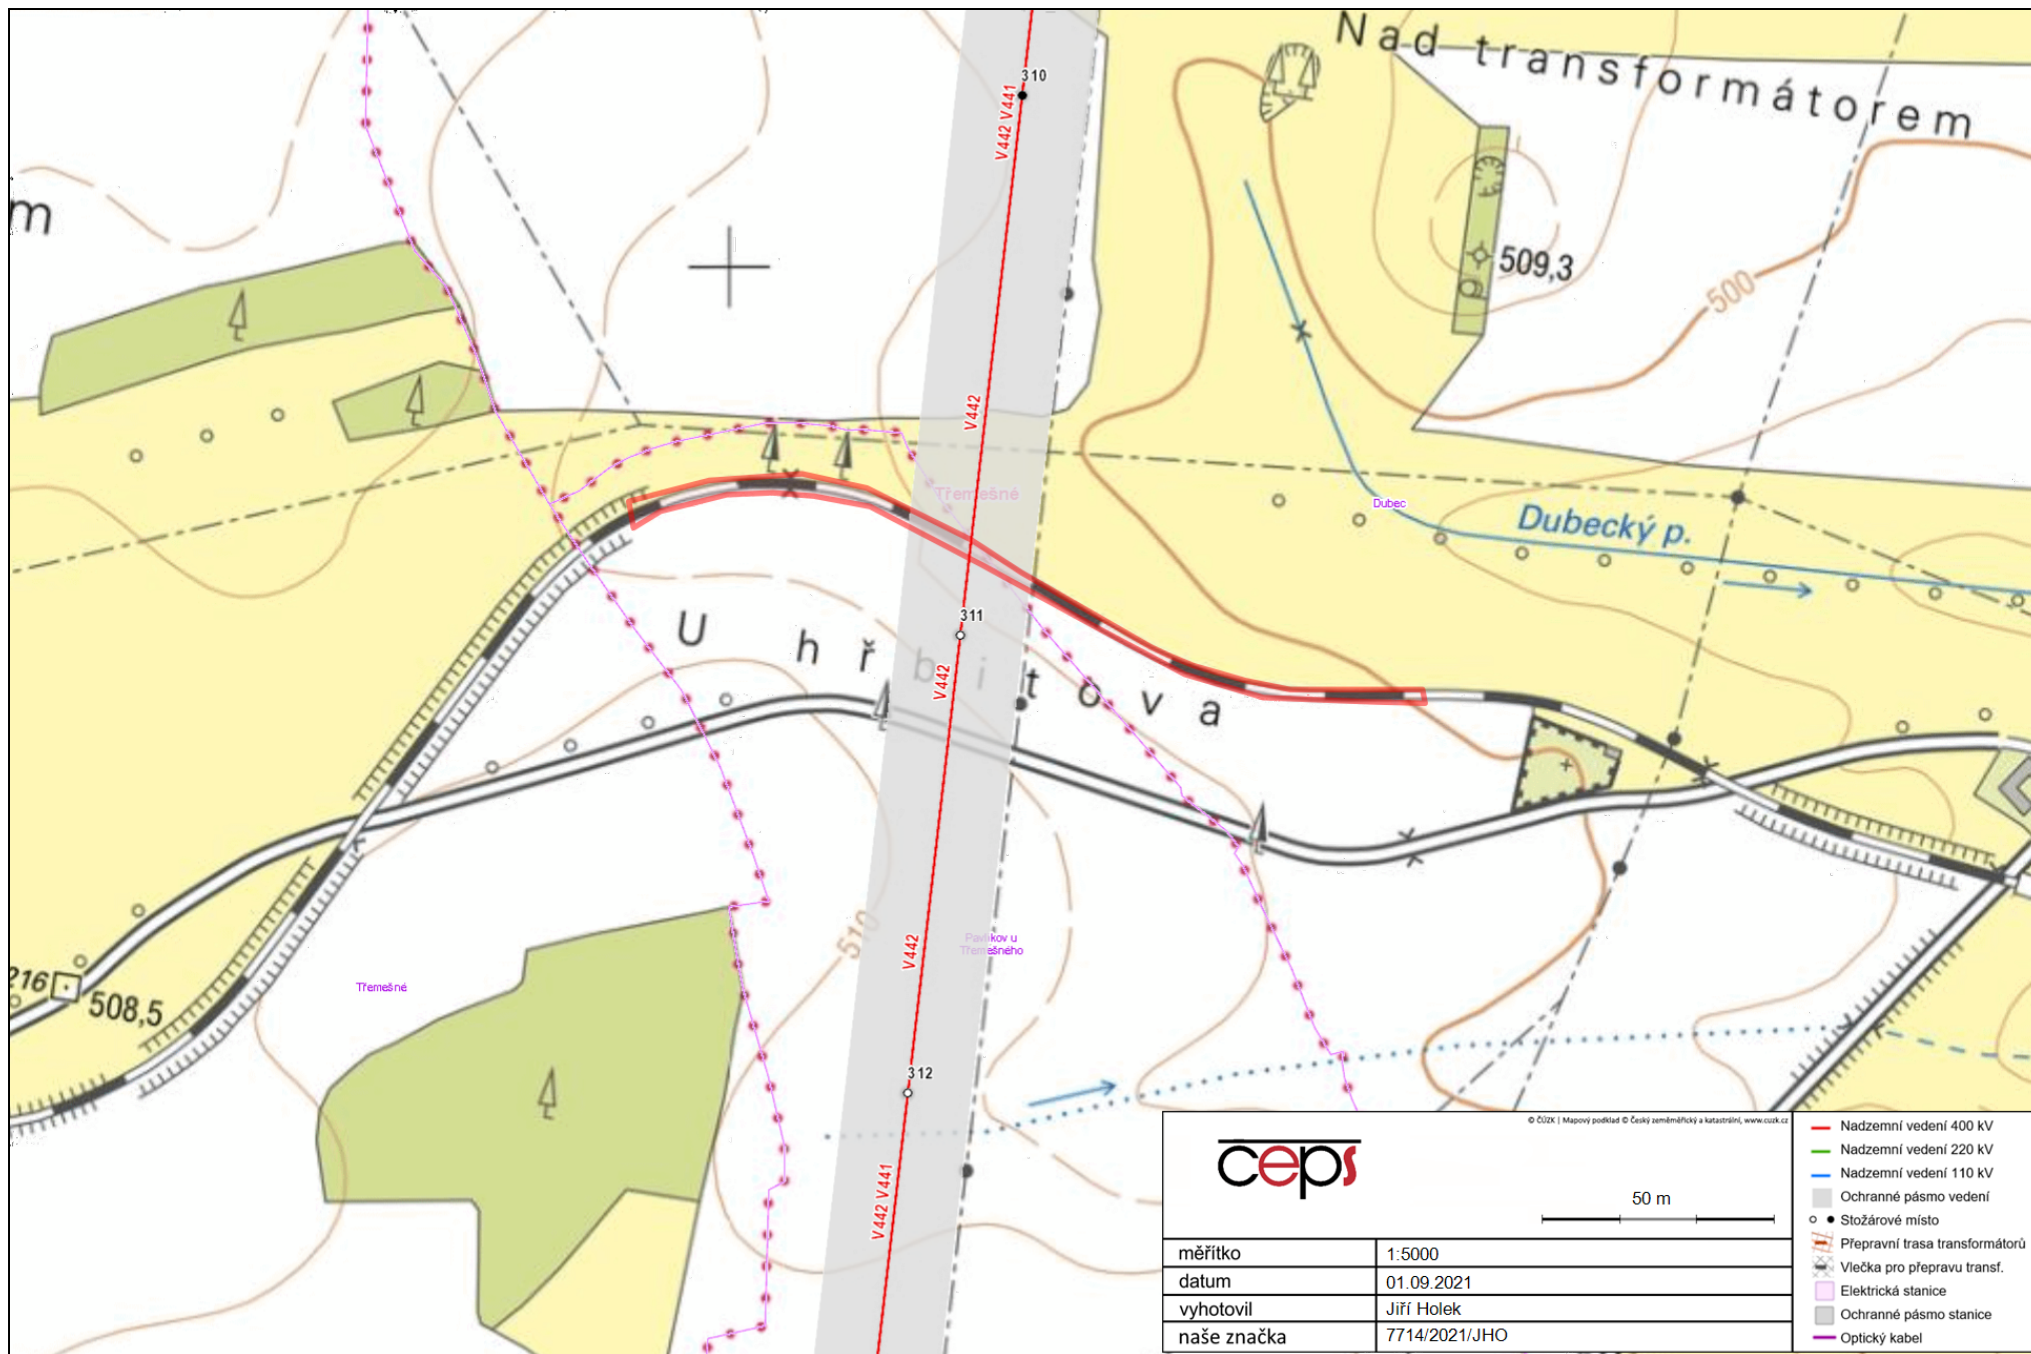 Nad transformátorem
310
V442 V441
m
509,3
500
V442
Třemešné
Dubec
Dubecký p.
311
U hřbitova
V442
510
V442
Pavlíkov u
Třemešného
216
508,5
Třemešné
312
V442 V441
© ČÚZK | Mapový podklad © Český zeměměřický a katastrální, www.cuzk.cz
ceps
50 m
měřítko 1:5000
datum 01.09.2021
vyhotovil Jiří Holek
naše značka 7714/2021/JHO
Nadzemní vedení 400 kV
Nadzemní vedení 220 kV
Nadzemní vedení 110 kV
Ochranné pásmo vedení
Stožárové místo
Přepravní trasa transformátorů
Vlečka pro přepravu transf.
Elektrická stanice
Ochranné pásmo stanice
Optický kabel